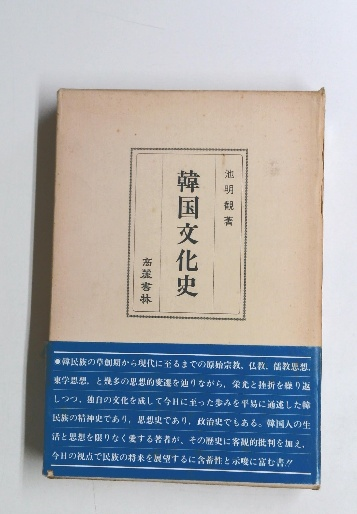 池明観著
韓国文化史
高麗書林
●韓民族の草創期から現代に至るまでの原始宗教、仏教、儒教思想、
東学思想、と幾多の思想的変遷を辿りながら、栄光と挫折を繰り返
しつつ、独自の文化を成して今日に至った歩みを平易に通述した韓
民族の精神史であり、思想史であり、政治史でもある。韓国人の生
活と思想を限りなく愛する著者が、その歴史に客観的批判を加え、
今日の視点で民族の将来を展望するに含蓄性と示唆に富む書!!